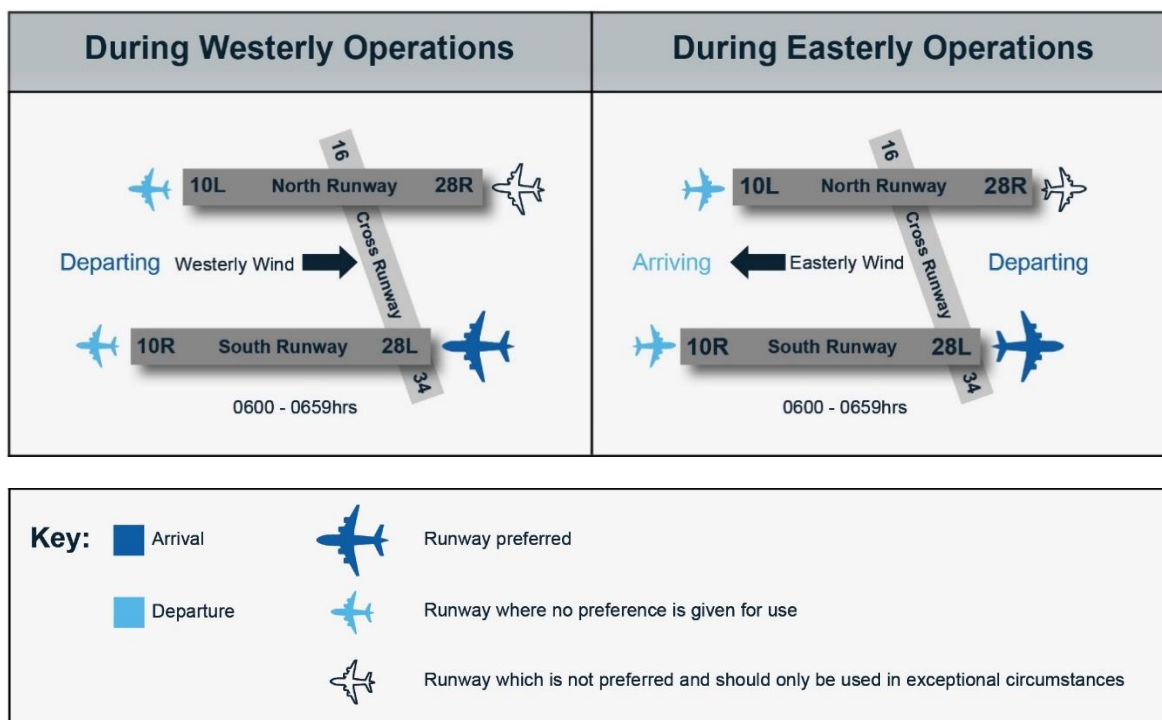 During Westerly Operations
During Easterly Operations
16
10L North Runway 28R
Cross Runway
Departing Westerly Wind
10R South Runway 28L
34
0600 - 0659hrs
16
10L North Runway 28R
Cross Runway
Arriving Easterly Wind Departing
10R South Runway 28L
34
0600 - 0659hrs
Key: Arrival Runway preferred
Departure Runway where no preference is given for use
Runway which is not preferred and should only be used in exceptional circumstances